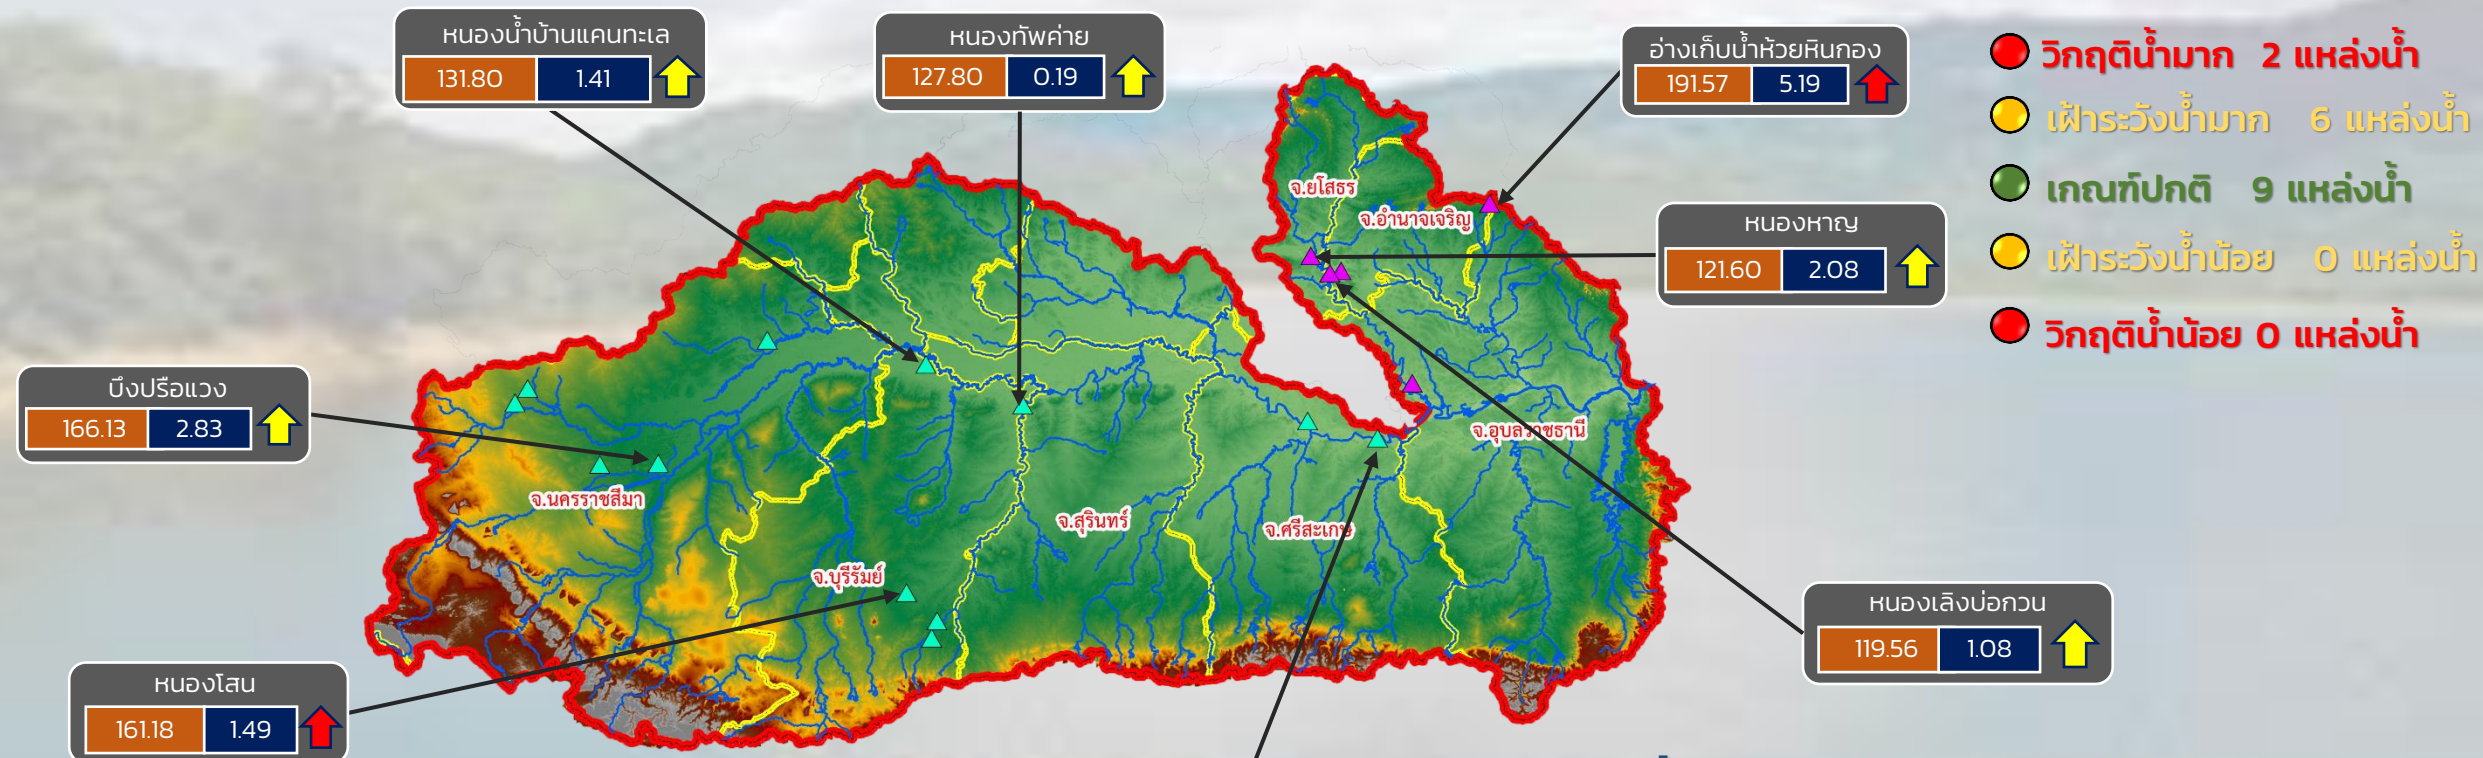 หนองน้ำบ้านแคนทะเล
131.80 1.41
หนองทัพค่าย
127.80 0.19
อ่างเก็บน้ำห้วยหินกอง
191.57 5.19
วิกฤติน้ำมาก 2 แหล่งน้ำ
เฝ้าระวังน้ำมาก 6 แหล่งน้ำ
เกณฑ์ปกติ 9 แหล่งน้ำ
เฝ้าระวังน้ำน้อย 0 แหล่งน้ำ
วิกฤติน้ำน้อย 0 แหล่งน้ำ
จ.ยโสธร
จ.อำนาจเจริญ
หนองหาญ
121.60 2.08
บึงปรือแวง
166.13 2.83
จ.อุบลราชธานี
จ.นครราชสีมา
จ.สุรินทร์
จ.ศรีสะเกษ
จ.บุรีรัมย์
หนองเลิงบ่อกวน
119.56 1.08
หนองโสน
161.18 1.49